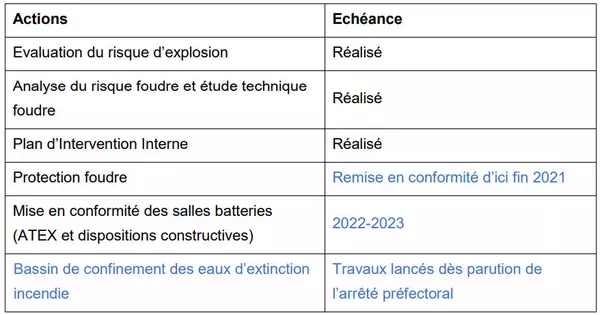 Actions
Echéance
Evaluation du risque d’explosion
Réalisé
Analyse du risque foudre et étude technique
foudre
Réalisé
Plan d’Intervention Interne
Réalisé
Protection foudre
Remise en conformité d’ici fin 2021
Mise en conformité des salles batteries
(ATEX et dispositions constructives)
2022-2023
Bassin de confinement des eaux d’extinction
incendie
Travaux lancés dès parution de
l’arrêté préfectoral